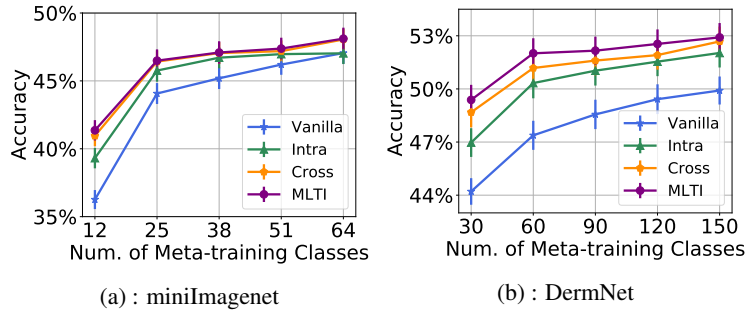 50%
45%
40%
35%
Accuracy
Vanilla
Intra
Cross
MLTI
12 25 38 51 64
Num. of Meta-training Classes
(a) : miniImagenet
53%
50%
47%
44%
Accuracy
Vanilla
Intra
Cross
MLTI
30 60 90 120 150
Num. of Meta-training Classes
(b) : DermNet